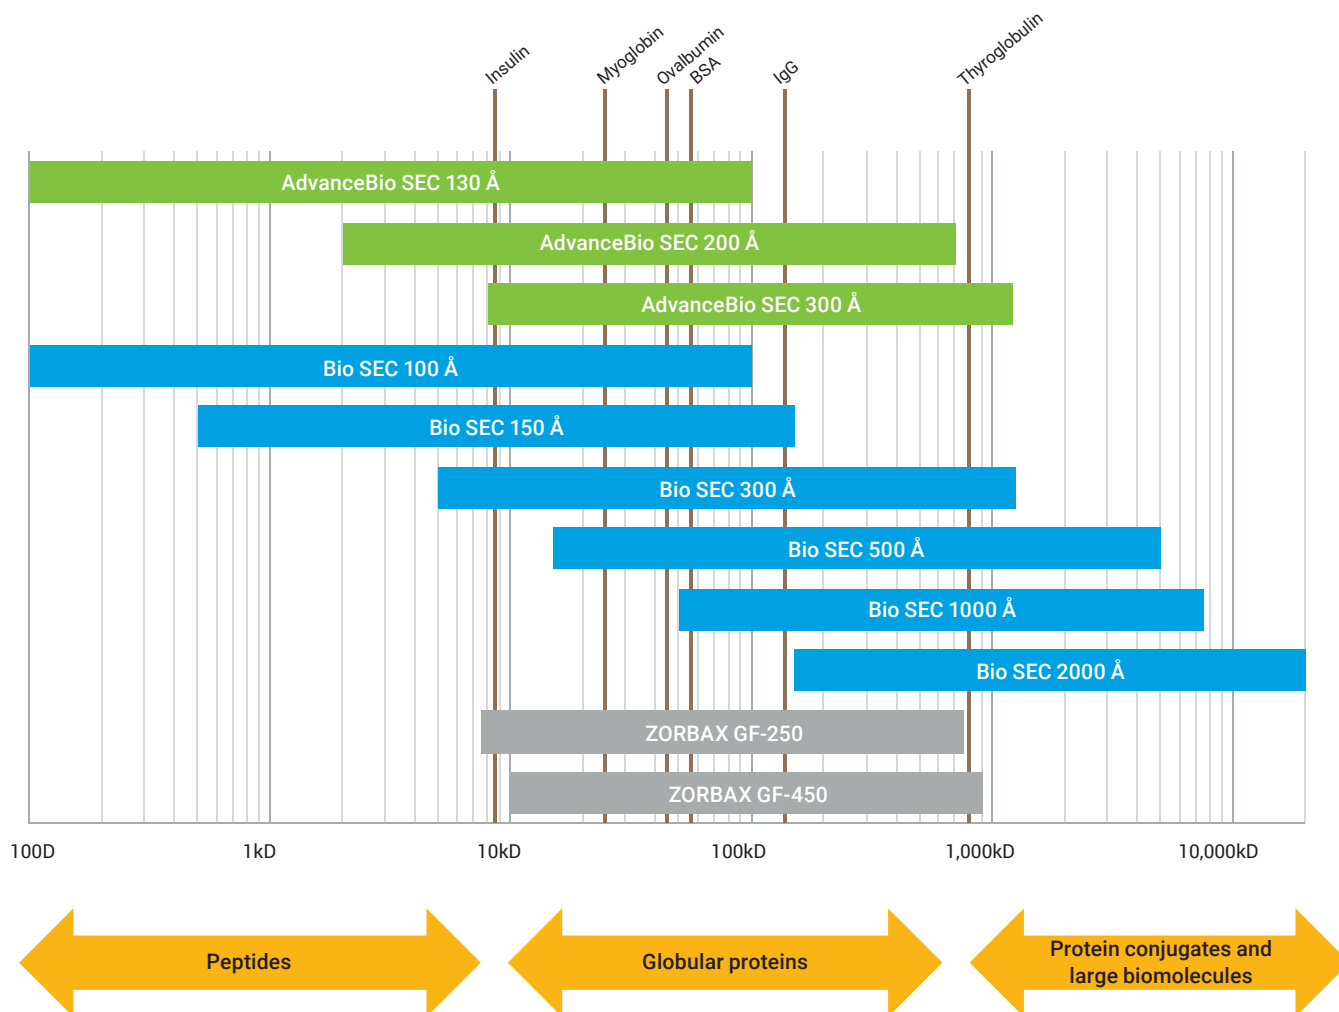 Insulin
Myoglobin
Ovalbumin
BSA
IgG
Thyroglobulin
AdvanceBio SEC 130 Å
AdvanceBio SEC 200 Å
AdvanceBio SEC 300 Å
Bio SEC 100 Å
Bio SEC 150 Å
Bio SEC 300 Å
Bio SEC 500 Å
Bio SEC 1000 Å
Bio SEC 2000 Å
ZORBAX GF-250
ZORBAX GF-450
100D 1kD 10kD 100kD 1,000kD 10,000kD
Peptides
Globular proteins
Protein conjugates and
large biomolecules